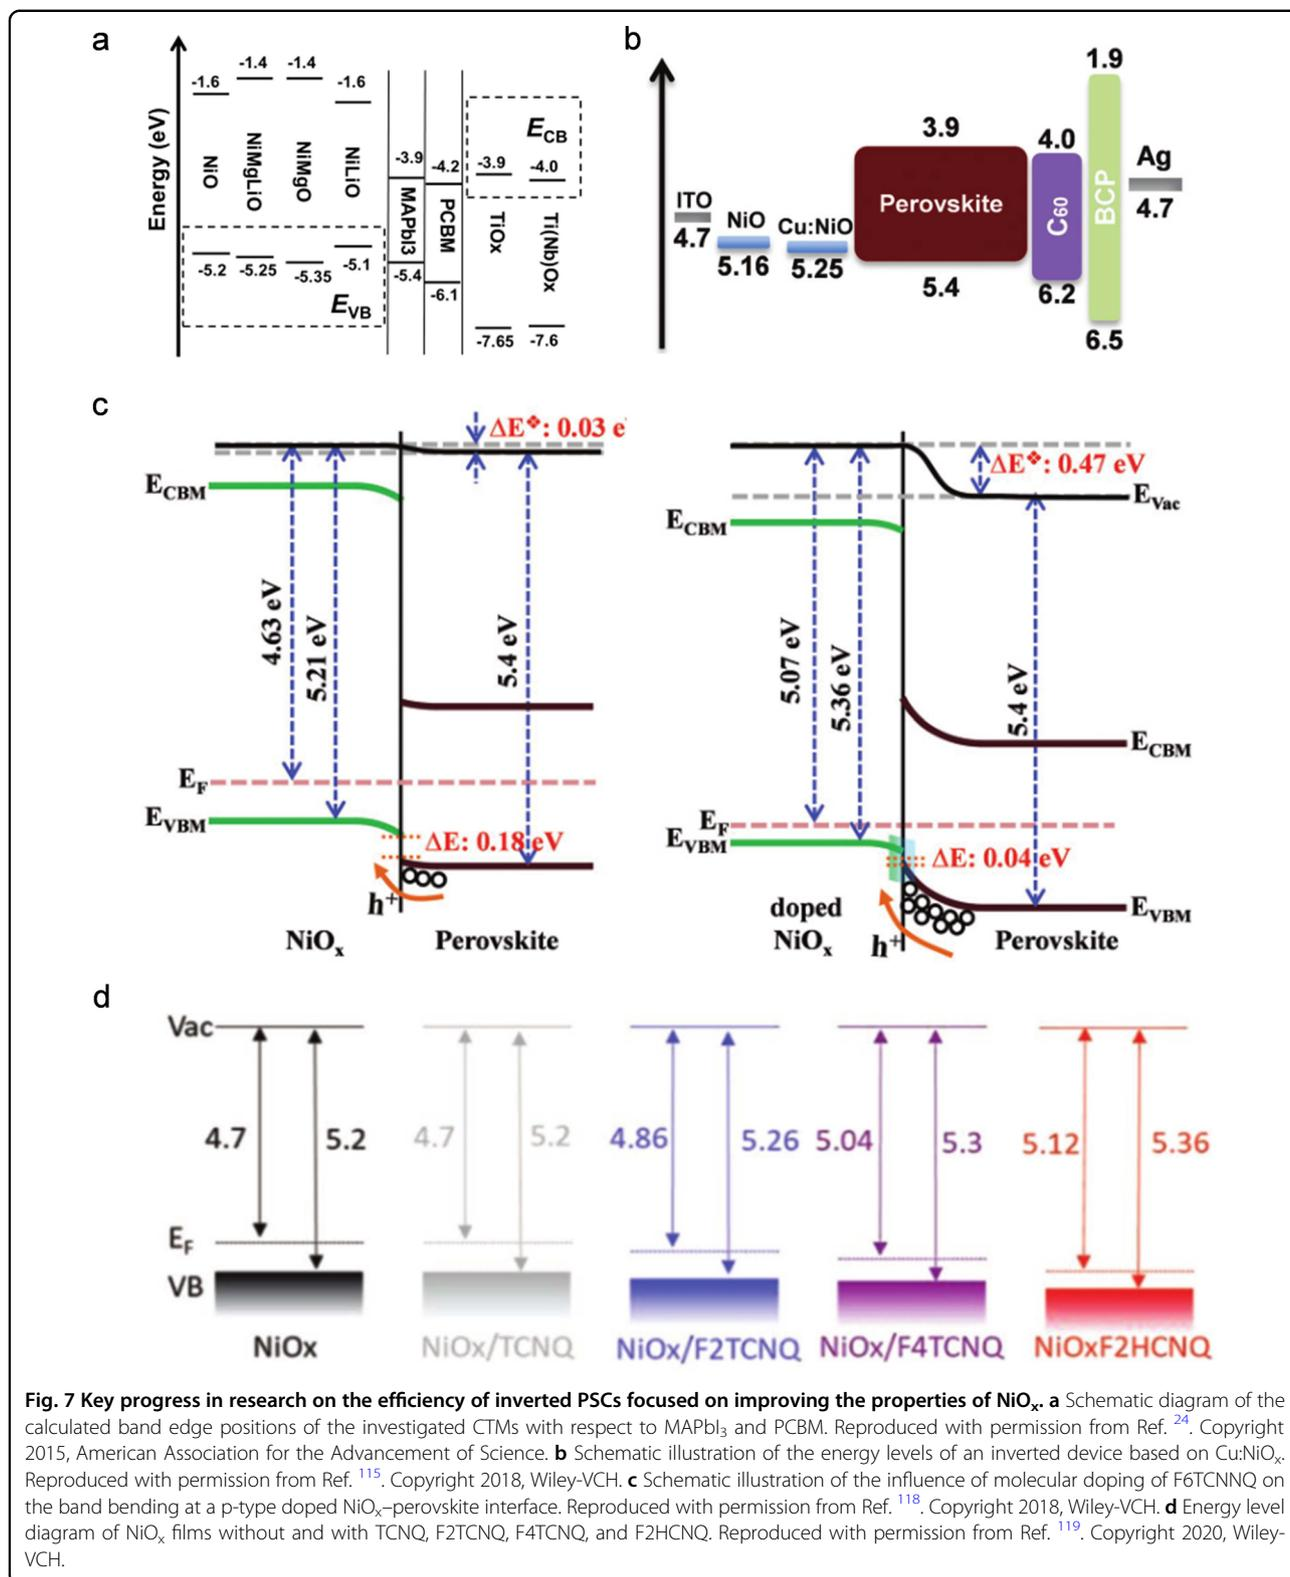 a
Energy (eV)
-1.6
-1.4
-1.4
-1.6
NiO
NiMgLiO
NiMgO
NiLiO
-5.2
-5.25
-5.35
-5.1
EVB
-3.9
MAPbI3
-5.4
-4.2
PCBM
-6.1
ECB
-3.9
-4.0
TiOx
Ti(Nb)Ox
-7.65
-7.6
b
ITO
4.7
NiO
5.16
Cu:NiO
5.25
3.9
Perovskite
5.4
4.0
C60
6.2
1.9
BCP
6.5
Ag
4.7
c
ΔE❖: 0.03 e
ECBM
4.63 eV
5.21 eV
5.4 eV
EF
EVBM
ΔE: 0.18 eV
h+
NiOx
Perovskite
ΔE❖: 0.47 eV
EVac
ECBM
5.07 eV
5.36 eV
5.4 eV
ECBM
EF
EVBM
ΔE: 0.04 eV
EVBM
doped
NiOx
h+
Perovskite
d
Vac
4.7
5.2
4.7
5.2
4.86
5.26
5.04
5.3
5.12
5.36
EF
VB
NiOx
NiOx/TCNQ
NiOx/F2TCNQ
NiOx/F4TCNQ
NiOxF2HCNQ
Fig. 7 Key progress in research on the efficiency of inverted PSCs focused on improving the properties of NiOx. a Schematic diagram of the
calculated band edge positions of the investigated CTMs with respect to MAPbI3 and PCBM. Reproduced with permission from Ref. 24. Copyright
2015, American Association for the Advancement of Science. b Schematic illustration of the energy levels of an inverted device based on Cu:NiOx.
Reproduced with permission from Ref. 115. Copyright 2018, Wiley-VCH. c Schematic illustration of the influence of molecular doping of F6TCNNQ on
the band bending at a p-type doped NiOx–perovskite interface. Reproduced with permission from Ref. 118. Copyright 2018, Wiley-VCH. d Energy level
diagram of NiOx films without and with TCNQ, F2TCNQ, F4TCNQ, and F2HCNQ. Reproduced with permission from Ref. 119. Copyright 2020, Wiley-
VCH.